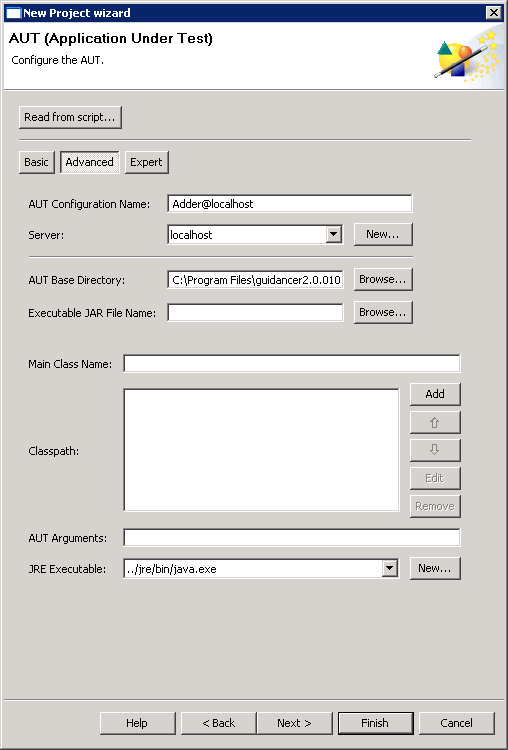 New Project wizard
AUT (Application Under Test)
Configure the AUT.
Read from script...
Basic Advanced Expert
AUT Configuration Name: Adder@localhost
Server: localhost New...
AUT Base Directory: C:\Program Files\guidancer2.0.010 Browse...
Executable JAR File Name: Browse...
Main Class Name:
Add
Classpath:
Edit
Remove
AUT Arguments:
JRE Executable: ../jre/bin/java.exe New...
Help < Back Next > Finish Cancel